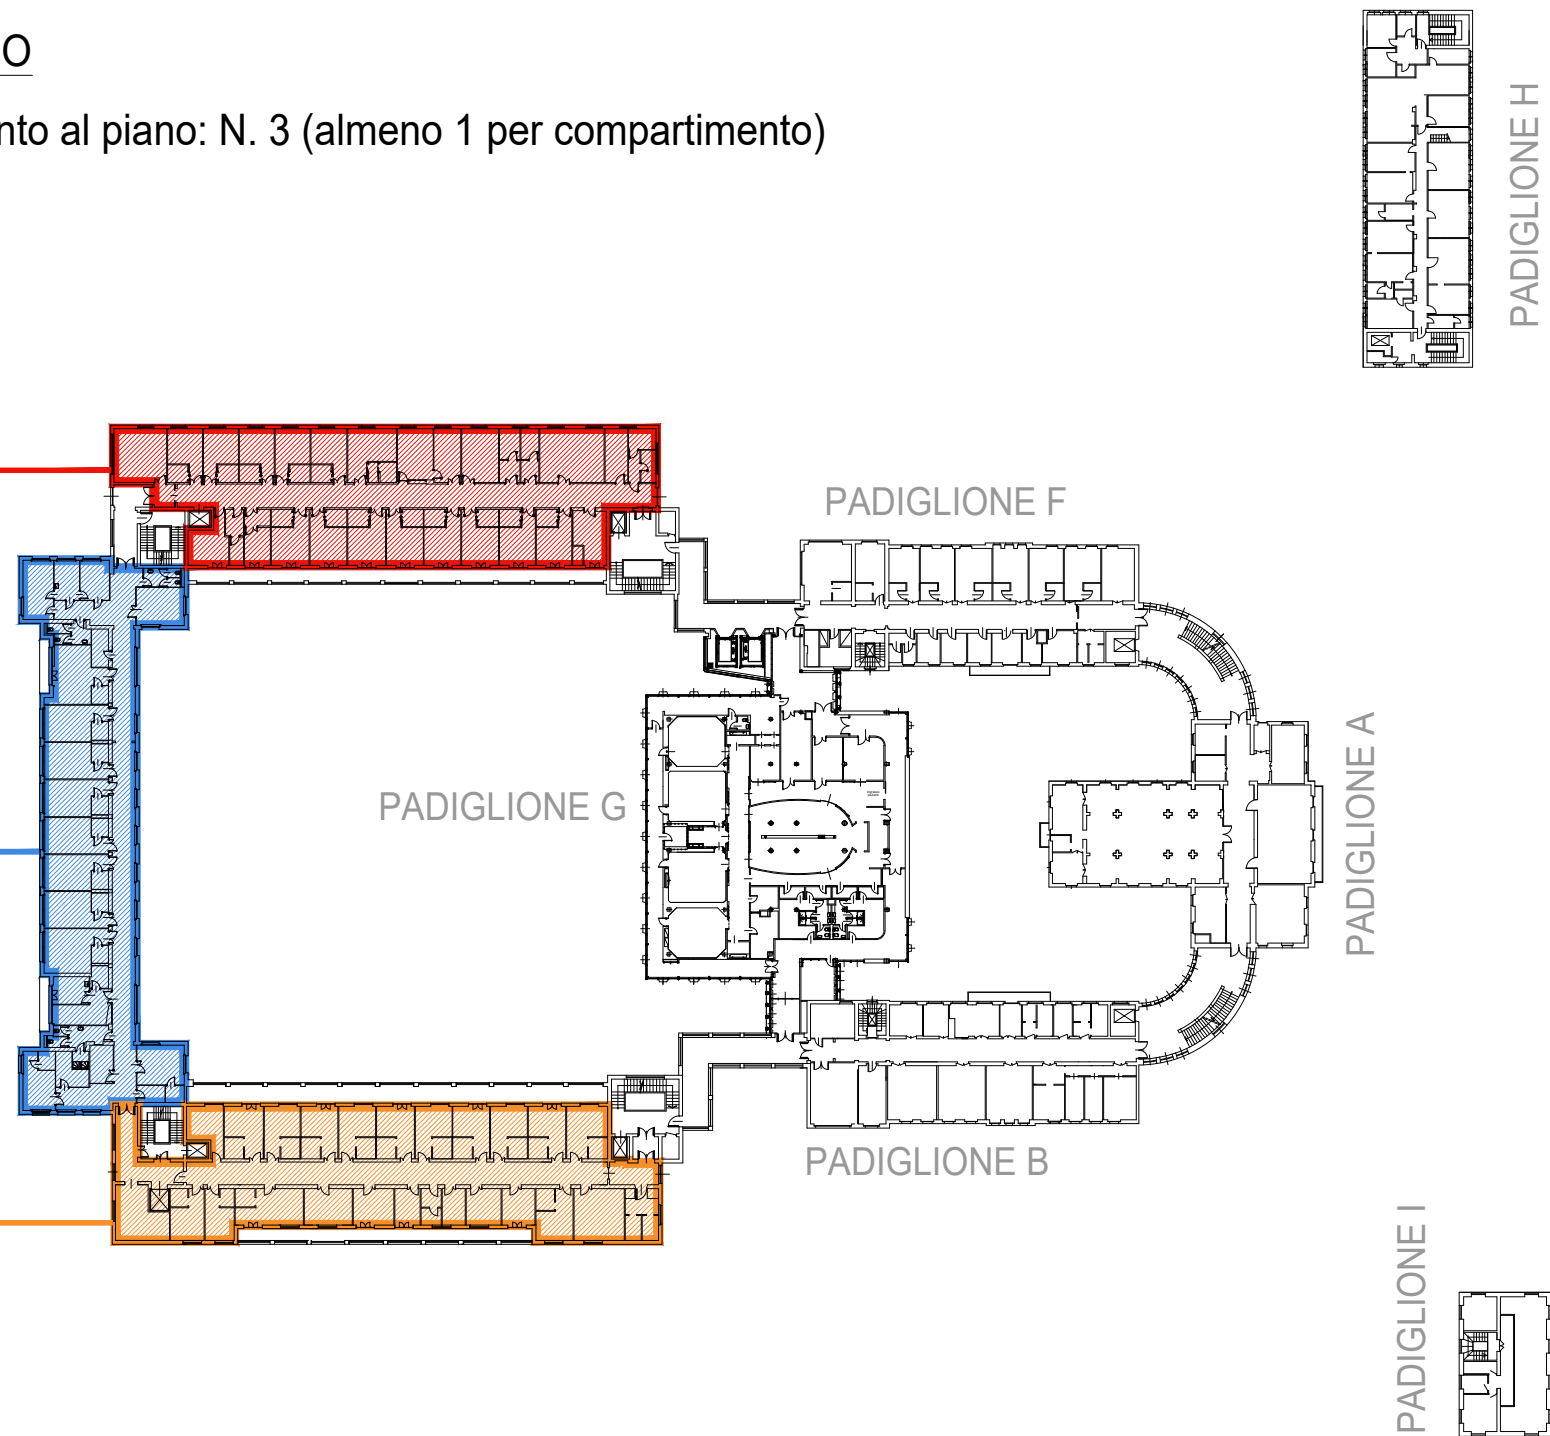 O
nto al piano: N. 3 (almeno 1 per compartimento)
PADIGLIONE H
PADIGLIONE F
PADIGLIONE G
PADIGLIONE A
PADIGLIONE B
PADIGLIONE I